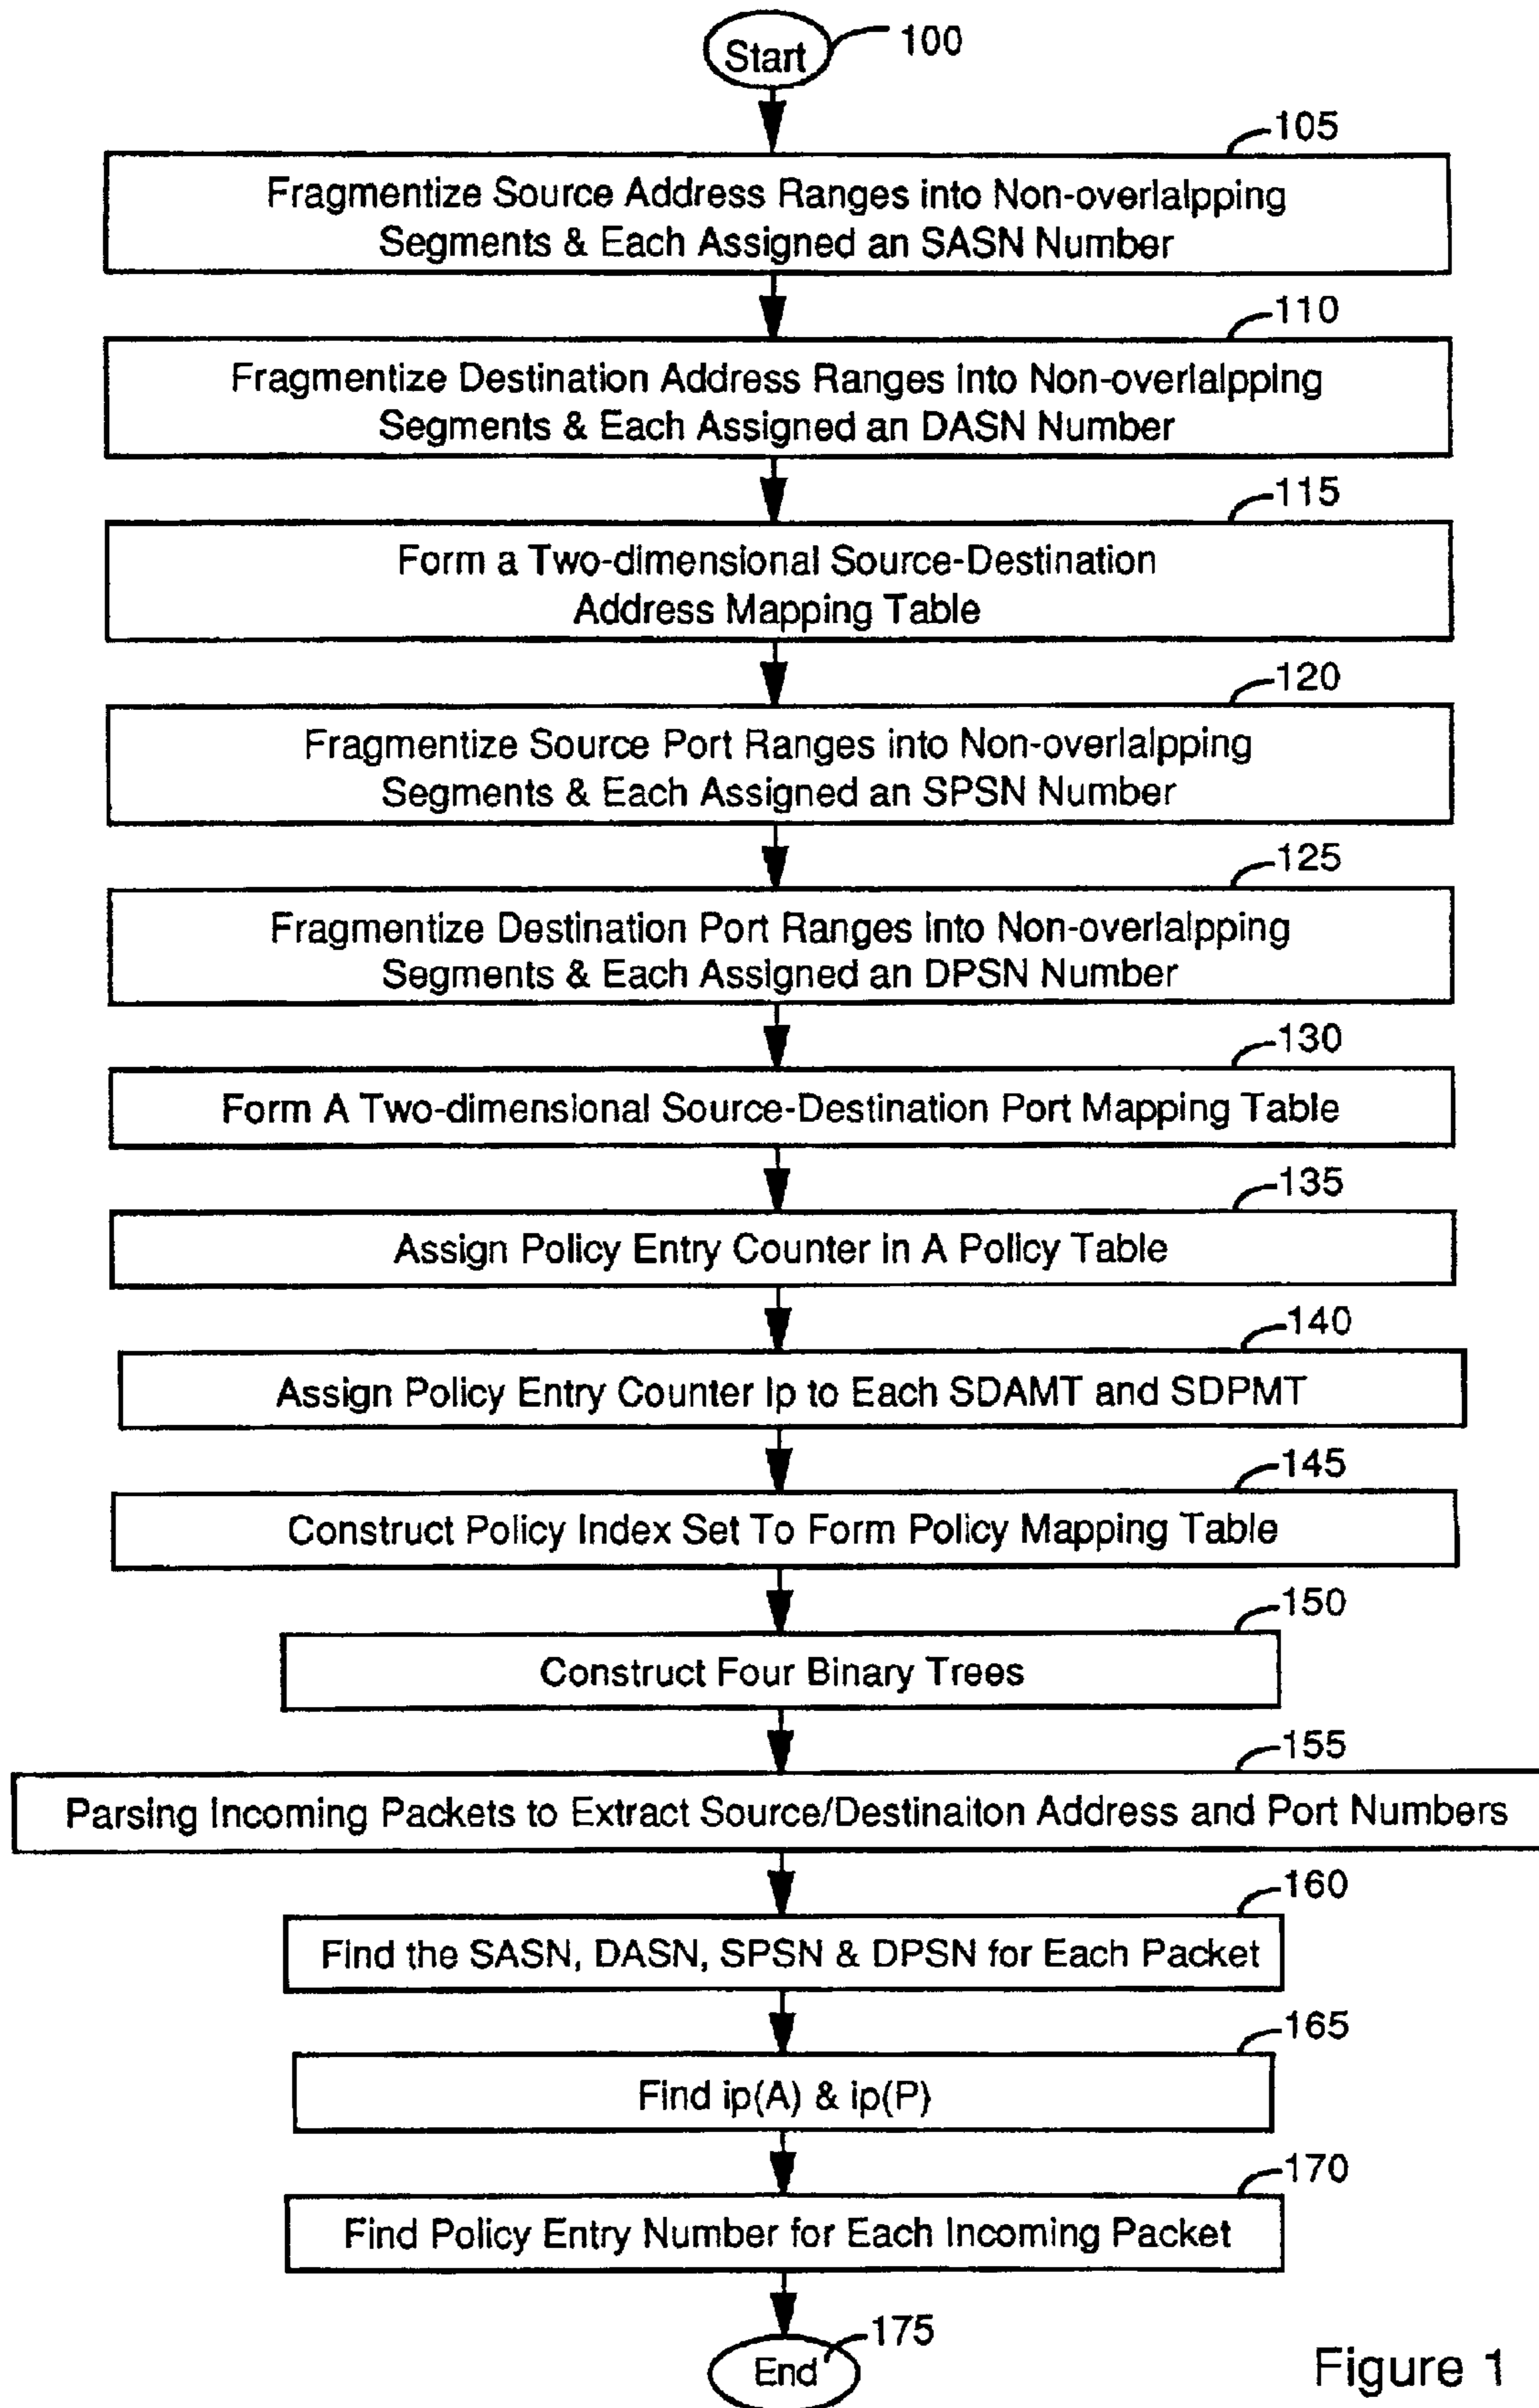 Start
100
105
Fragmentize Source Address Ranges into Non-overlalpping
Segments & Each Assigned an SASN Number
110
Fragmentize Destination Address Ranges into Non-overlalpping
Segments & Each Assigned an DASN Number
115
Form a Two-dimensional Source-Destination
Address Mapping Table
120
Fragmentize Source Port Ranges into Non-overlalpping
Segments & Each Assigned an SPSN Number
125
Fragmentize Destination Port Ranges into Non-overlalpping
Segments & Each Assigned an DPSN Number
130
Form A Two-dimensional Source-Destination Port Mapping Table
135
Assign Policy Entry Counter in A Policy Table
140
Assign Policy Entry Counter Ip to Each SDAMT and SDPMT
145
Construct Policy Index Set To Form Policy Mapping Table
150
Construct Four Binary Trees
155
Parsing Incoming Packets to Extract Source/Destinaiton Address and Port Numbers
160
Find the SASN, DASN, SPSN & DPSN for Each Packet
165
Find ip(A) & ip(P)
170
Find Policy Entry Number for Each Incoming Packet
175
End
Figure 1